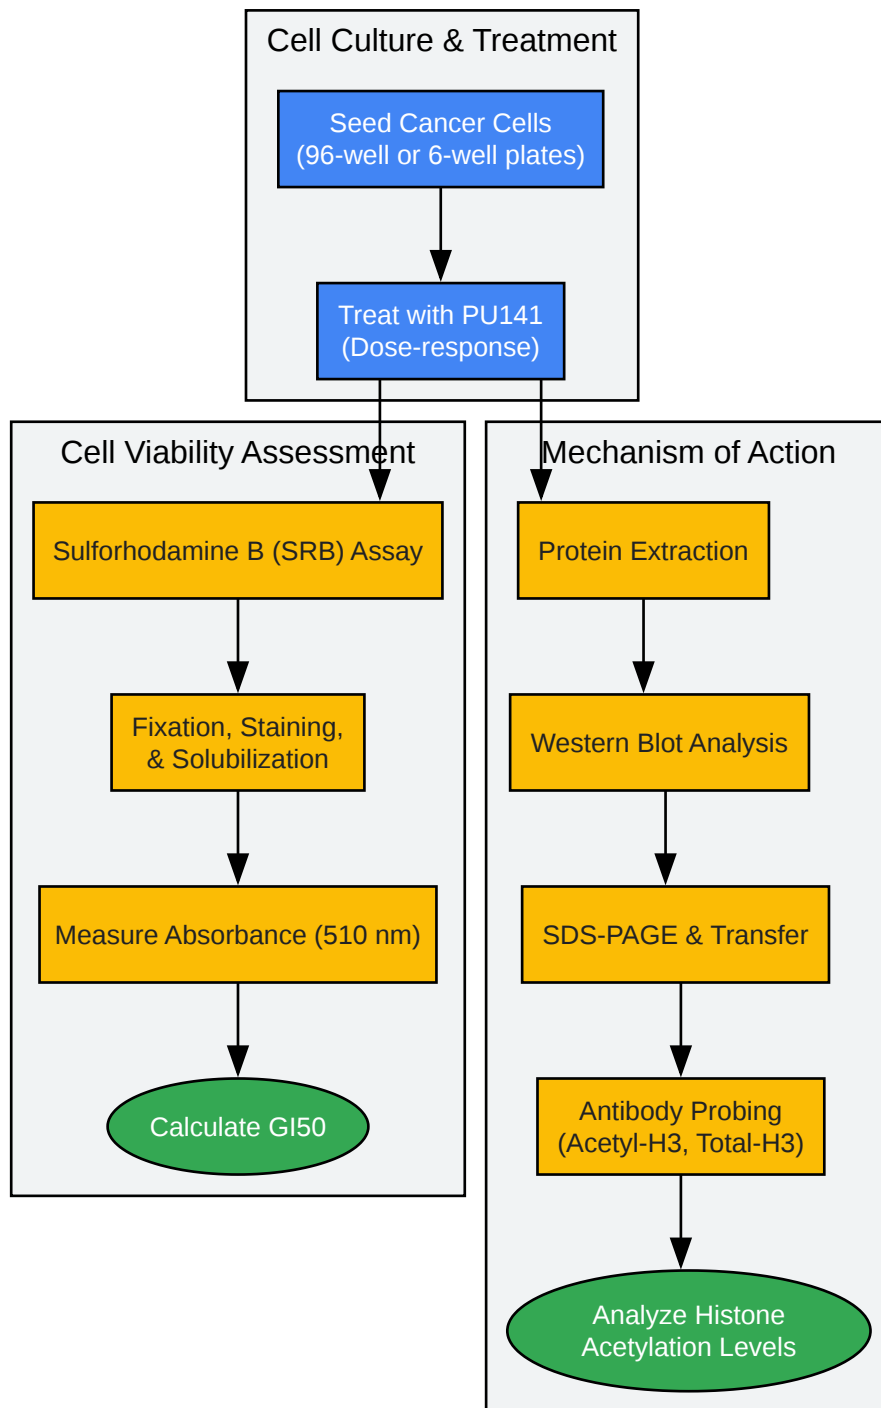 Cell Culture & Treatment
Seed Cancer Cells
(96-well or 6-well plates)
Treat with PU141
(Dose-response)
Cell Viability Assessment
Sulforhodamine B (SRB) Assay
Fixation, Staining,
& Solubilization
Measure Absorbance (510 nm)
Calculate GI50
Mechanism of Action
Protein Extraction
Western Blot Analysis
SDS-PAGE & Transfer
Antibody Probing
(Acetyl-H3, Total-H3)
Analyze Histone
Acetylation Levels